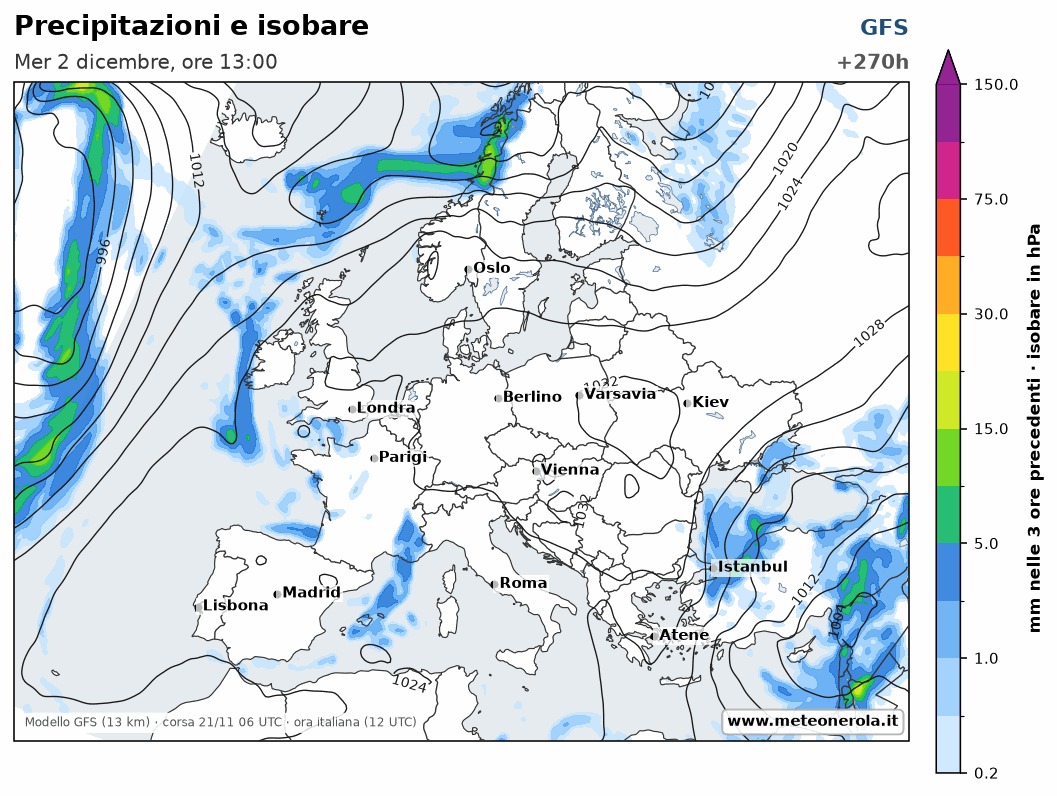 Precipitazioni e isobare
GFS
Mer 2 dicembre, ore 13:00
+270h
150.0
75.0
30.0
15.0
5.0
1.0
0.2
mm nelle 3 ore precedenti · isobare in hPa
1012
1020
1024
996
Oslo
1028
Berlino
Varsavia
Kiev
Londra
Parigi
Vienna
1032
Istanbul
Roma
Madrid
1012
Lisbona
1004
Atene
1024
Modello GFS (13 km) · corsa 21/11 06 UTC · ora italiana (12 UTC)
www.meteonerola.it